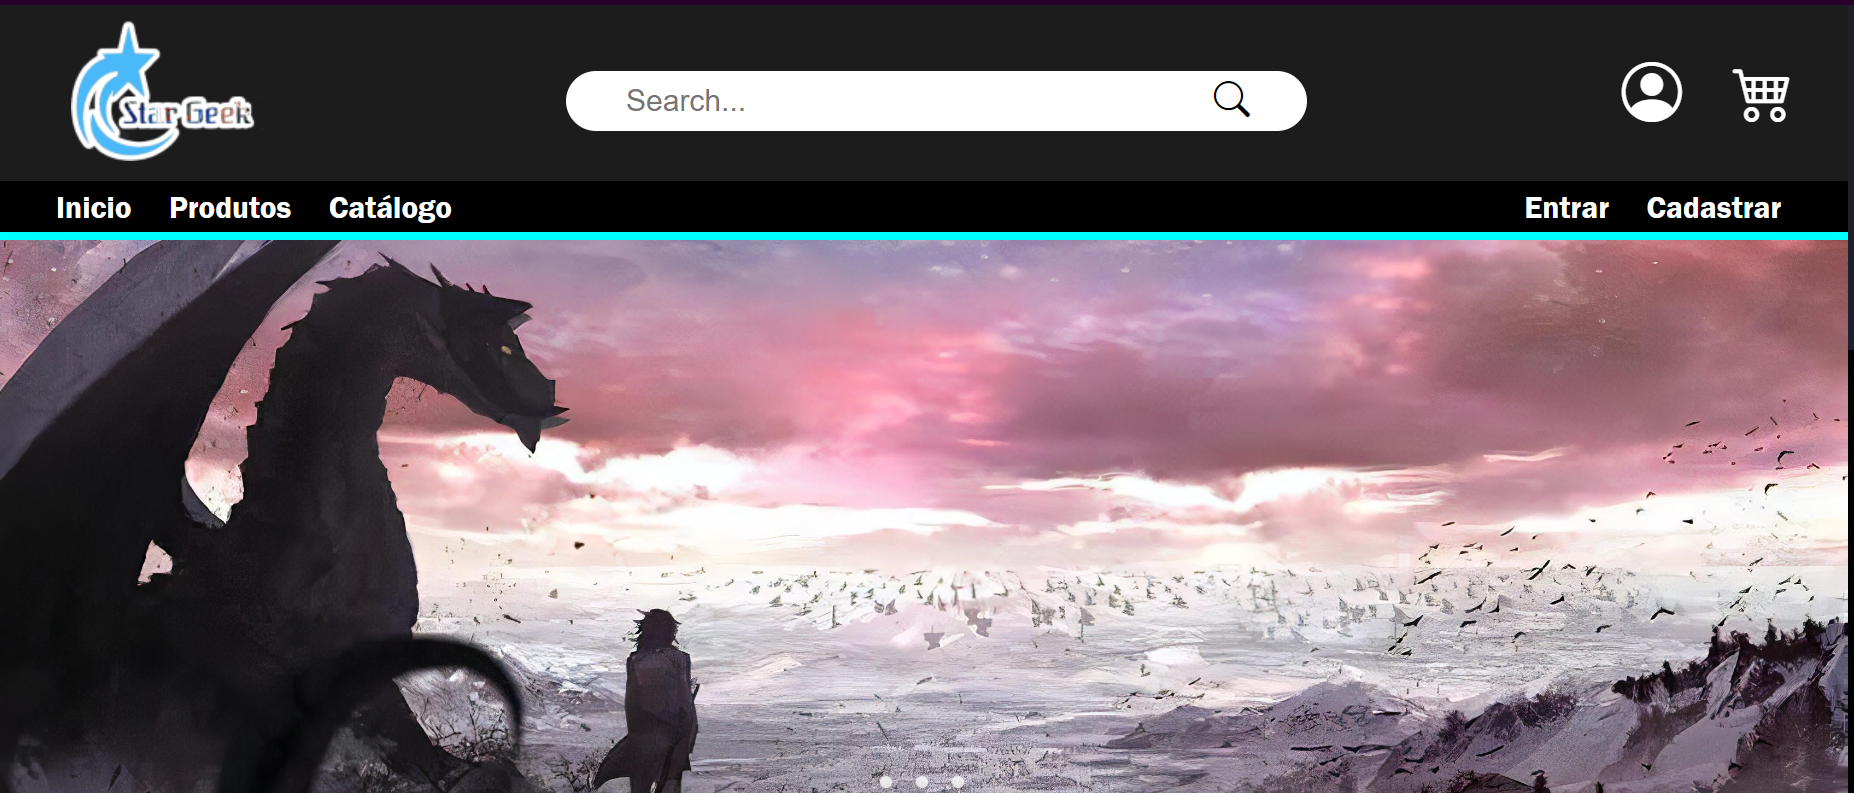 Star Geek
Search...
Inicio Produtos Catálogo Entrar Cadastrar